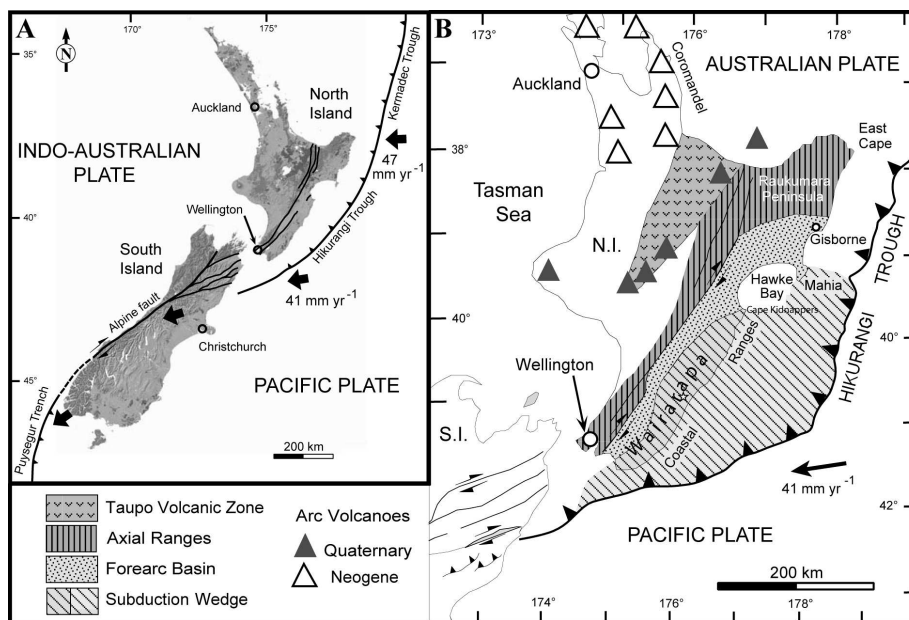 A
170°
175°
35°
N
North
Island
Auckland
Kermadec Trough
INDO-AUSTRALIAN
PLATE
47
mm yr-1
40°
Wellington
Hikurangi Trough
South
Island
41 mm yr-1
Alpine fault
Christchurch
45°
PACIFIC PLATE
Puysegur Trench
200 km
B
173°
176°
178°
Auckland
Coromandel
AUSTRALIAN PLATE
East
Cape
38°
38°
Tasman
Sea
Raukumara
Peninsula
N.I.
Gisborne
Hawke
Bay
Mahia
Cape Kidnappers
HIKURANGI TROUGH
40°
40°
Wellington
Wairarapa
Coastal Ranges
S.I.
41 mm yr-1
42°
PACIFIC PLATE
200 km
174°
176°
178°
Taupo Volcanic Zone
Axial Ranges
Forearc Basin
Subduction Wedge
Arc Volcanoes
Quaternary
Neogene